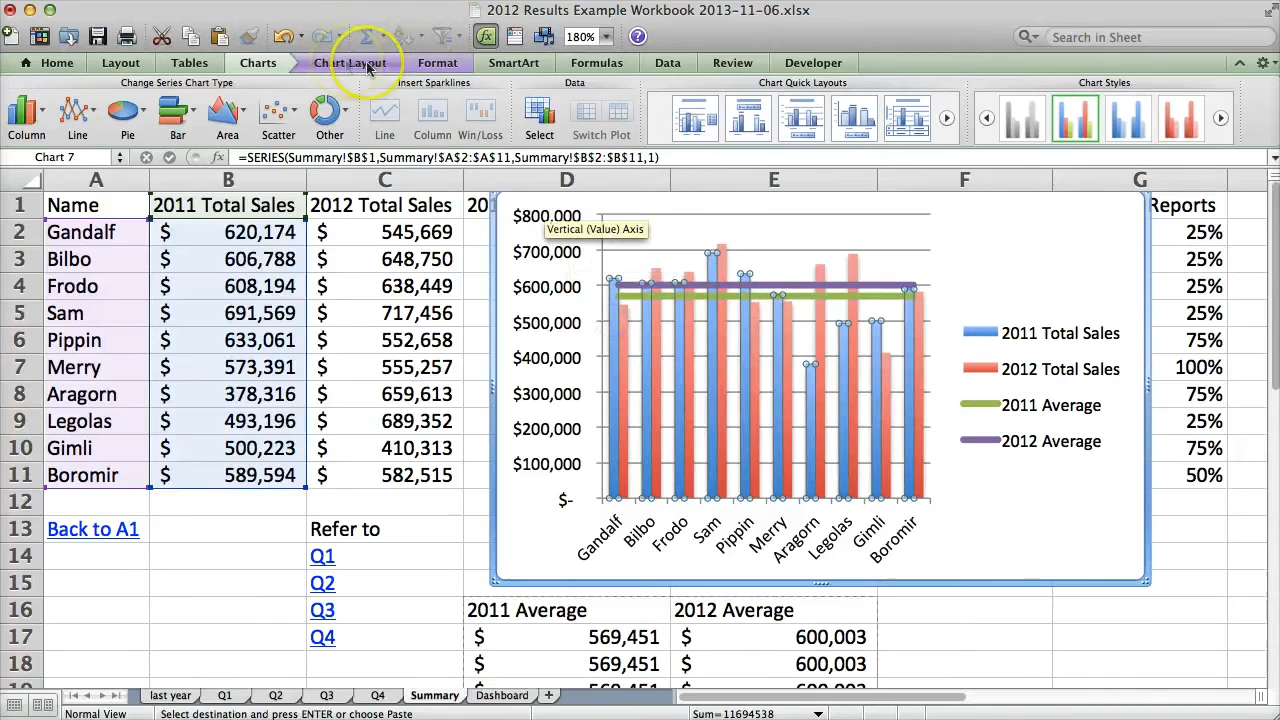 2012 Results Example Workbook 2013-11-06.xlsx
fx 180% ? Search in Sheet
Home Layout Tables Charts Chart Layout Format SmartArt Formulas Data Review Developer
Change Series Chart Type Insert Sparklines Data Chart Quick Layouts Chart Styles
Column Line Pie Bar Area Scatter Other Line Column Win/Loss Select Switch Plot
Chart 7 fx =SERIES(Summary!$B$1,Summary!$A$2:$A$11,Summary!$B$2:$B$11,1)
A B C D E F G
1 Name 2011 Total Sales 2012 Total Sales Reports
2 Gandalf $ 620,174 $ 545,669 25%
3 Bilbo $ 606,788 $ 648,750 25%
4 Frodo $ 608,194 $ 638,449 25%
5 Sam $ 691,569 $ 717,456 25%
6 Pippin $ 633,061 $ 552,658 75%
7 Merry $ 573,391 $ 555,257 100%
8 Aragorn $ 378,316 $ 659,613 75%
9 Legolas $ 493,196 $ 689,352 25%
10 Gimli $ 500,223 $ 410,313 75%
11 Boromir $ 589,594 $ 582,515 50%
12
13 Back to A1 Refer to
14 Q1
15 Q2
16 Q3 2011 Average 2012 Average
17 Q4 $ 569,451 $ 600,003
18 $ 569,451 $ 600,003
$800,000
Vertical (Value) Axis
$700,000
$600,000
$500,000
$400,000
$300,000
$200,000
$100,000
$-
Gandalf Bilbo Frodo Sam Pippin Merry Aragorn Legolas Gimli Boromir
2011 Total Sales
2012 Total Sales
2011 Average
2012 Average
last year Q1 Q2 Q3 Q4 Summary Dashboard +
Normal View Select destination and press ENTER or choose Paste Sum=11694538